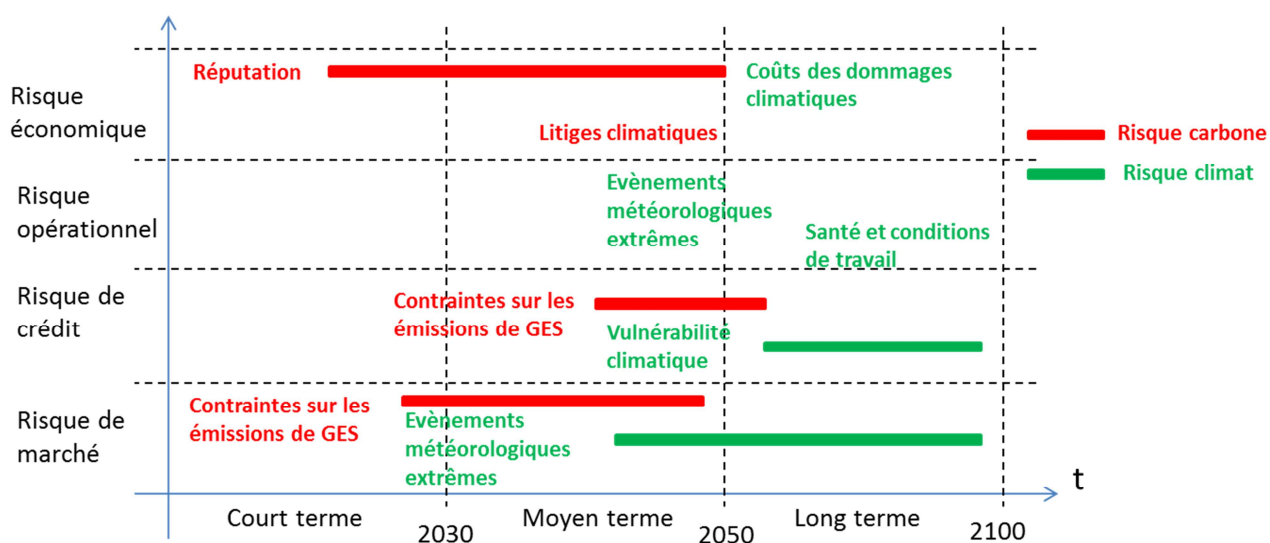 Risque
économique
Réputation
Coûts des dommages
climatiques
Litiges climatiques
Risque carbone
Risque climat
Risque
opérationnel
Evènements
météorologiques
extrêmes
Santé et conditions
de travail
Risque de
crédit
Contraintes sur les
émissions de GES
Vulnérabilité
climatique
Risque de
marché
Contraintes sur les
émissions de GES
Evènements
météorologiques
extrêmes
t
Court terme
2030
Moyen terme
2050
Long terme
2100